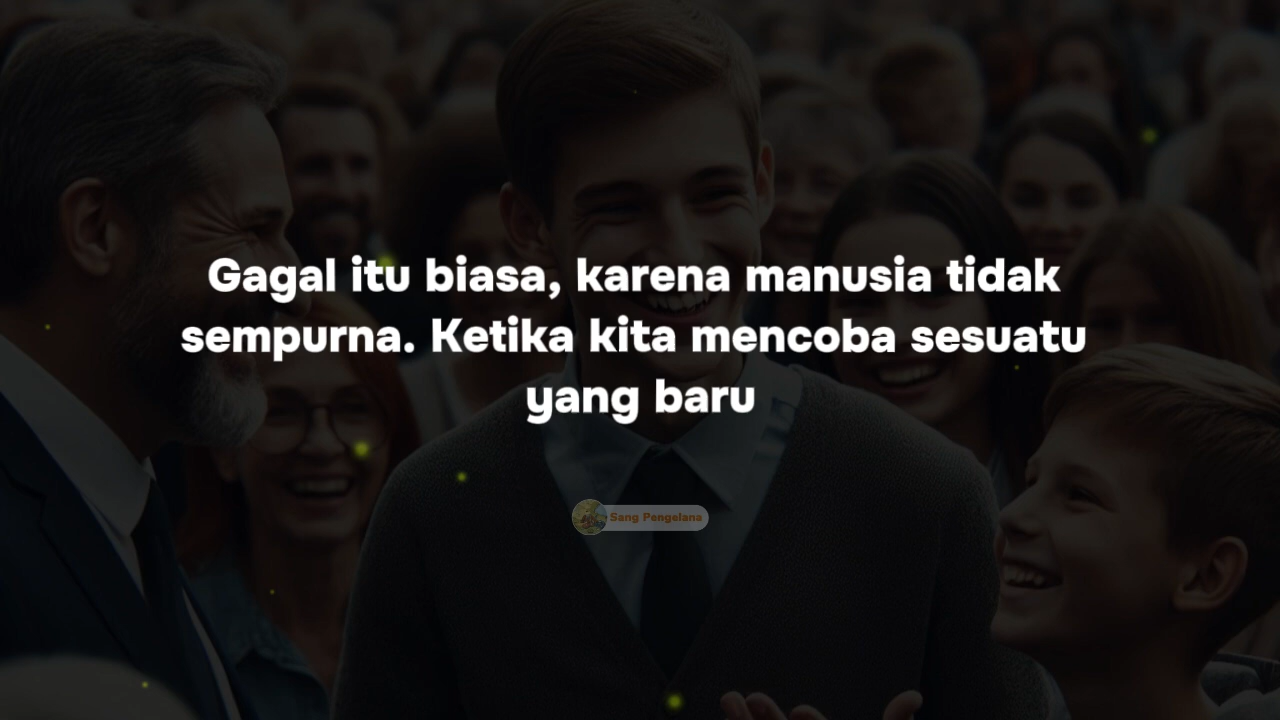 Gagal itu biasa, karena manusia tidak
sempurna. Ketika kita mencoba sesuatu
yang baru
Sang Pengelana